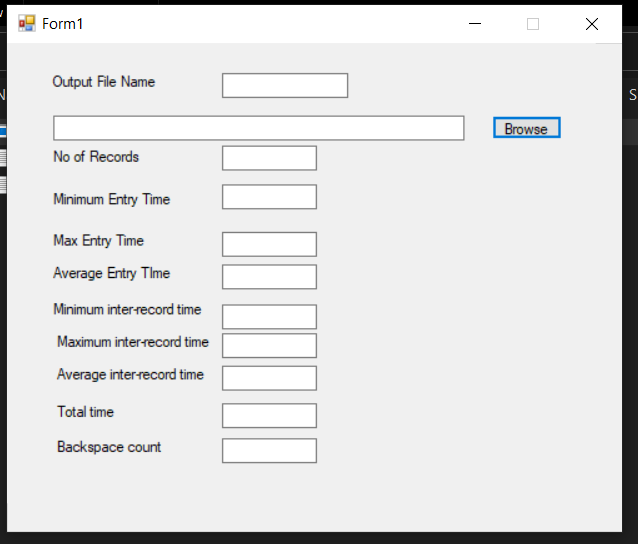 Form1
Output File Name
Browse
No of Records
Minimum Entry Time
Max Entry Time
Average Entry TIme
Minimum inter-record time
Maximum inter-record time
Average inter-record time
Total time
Backspace count